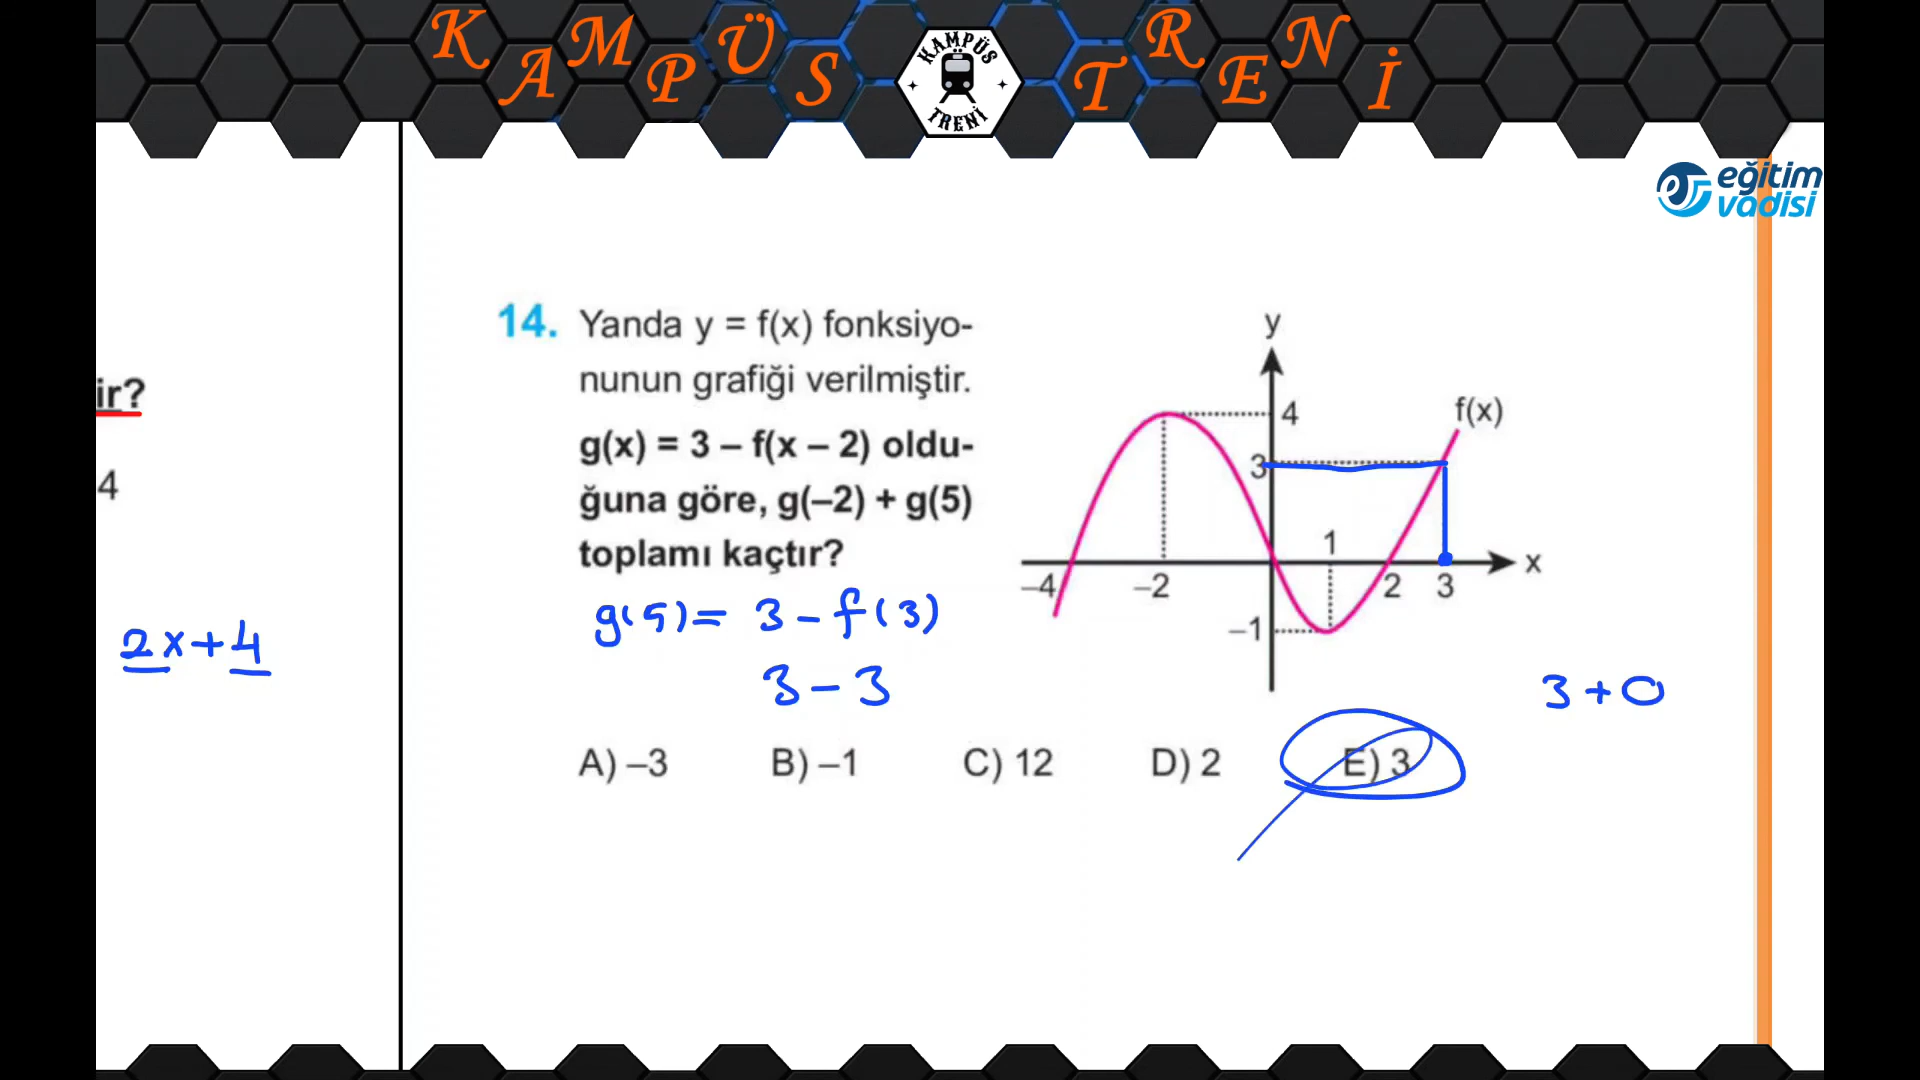 KAMPÜS TRENİ
KAMPÜS
TRENİ
eğitim
vadisi
ir?
4
2x+4
14. Yanda y = f(x) fonksiyo-
nunun grafiği verilmiştir.
g(x) = 3 – f(x – 2) oldu-
ğuna göre, g(–2) + g(5)
toplamı kaçtır?
g(5) = 3 – f(3)
3 – 3
y
4
f(x)
3
1
x
–4
–2
2
3
–1
3 + 0
A) –3 B) –1 C) 12 D) 2 E) 3